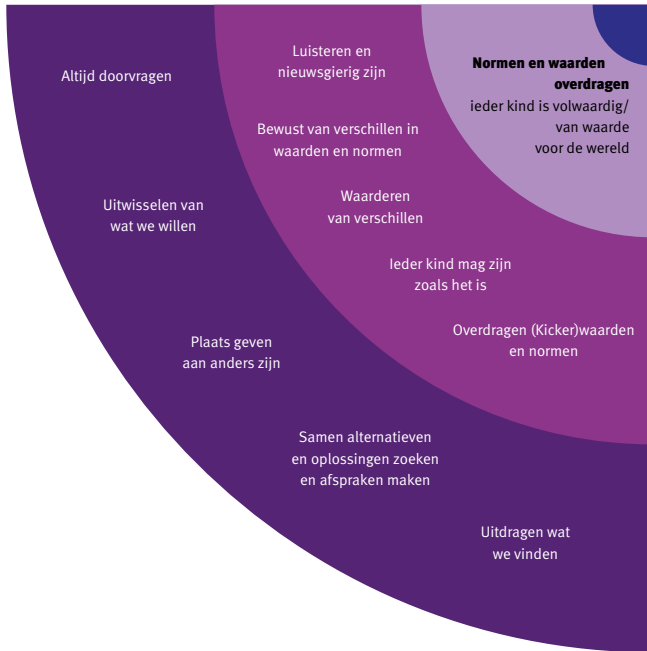 Altijd doorvragen
Uitwisselen van
wat we willen
Plaats geven
aan anders zijn
Samen alternatieven
en oplossingen zoeken
en afspraken maken
Uitdragen wat
we vinden
Luisteren en
nieuwsgierig zijn
Bewust van verschillen in
waarden en normen
Waarderen
van verschillen
Ieder kind mag zijn
zoals het is
Overdragen (Kicker)waarden
en normen
Normen en waarden
overdragen
ieder kind is volwaardig/
van waarde
voor de wereld